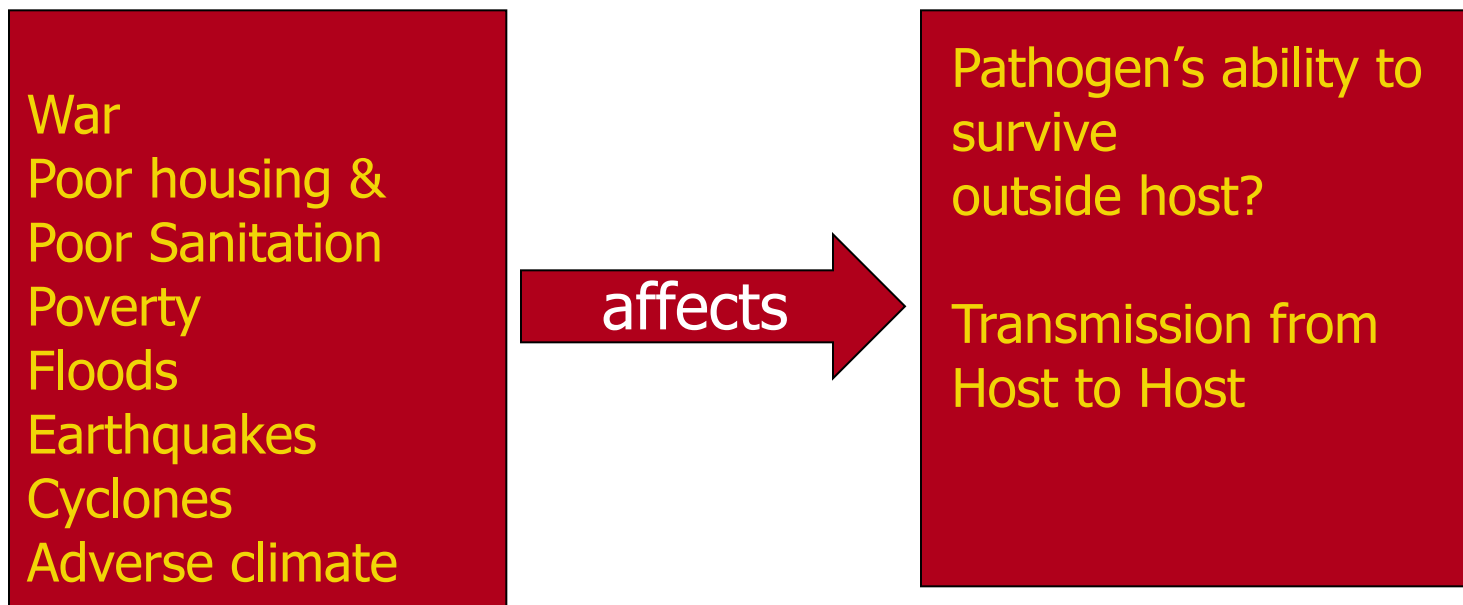 War
Poor housing &
Poor Sanitation
Poverty
Floods
Earthquakes
Cyclones
Adverse climate
affects
Pathogen’s ability to
survive
outside host?
Transmission from
Host to Host